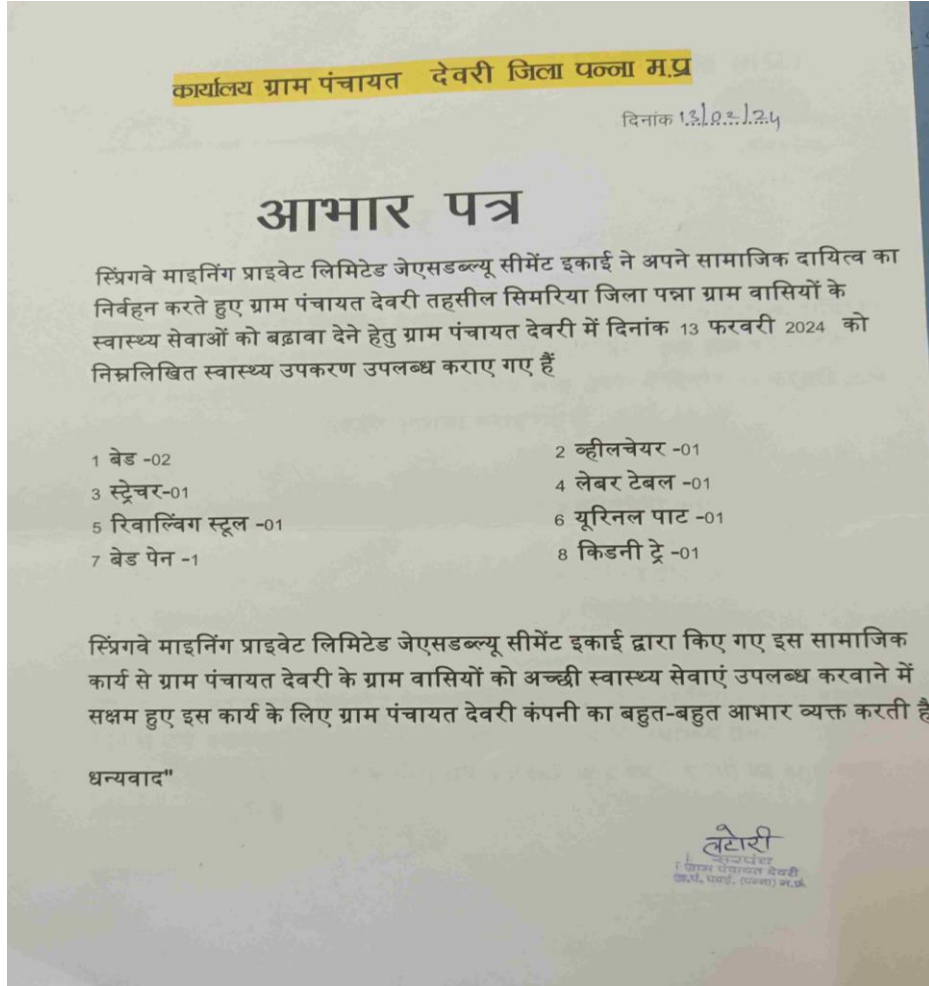 कार्यालय ग्राम पंचायत देवरी जिला पन्ना म.प्र
दिनांक 13/02/24
आभार पत्र
स्प्रिंगवे माइनिंग प्राइवेट लिमिटेड जेएसडब्ल्यू सीमेंट इकाई ने अपने सामाजिक दायित्व का
निर्वहन करते हुए ग्राम पंचायत देवरी तहसील सिमरिया जिला पन्ना ग्राम वासियों के
स्वास्थ्य सेवाओं को बढ़ावा देने हेतु ग्राम पंचायत देवरी में दिनांक 13 फरवरी 2024 को
निम्नलिखित स्वास्थ्य उपकरण उपलब्ध कराए गए हैं
1 बेड -02 2 व्हीलचेयर -01
3 स्ट्रेचर-01 4 लेबर टेबल -01
5 रिवाल्विंग स्टूल -01 6 यूरिनल पाट -01
7 बेड पेन -1 8 किडनी ट्रे -01
स्प्रिंगवे माइनिंग प्राइवेट लिमिटेड जेएसडब्ल्यू सीमेंट इकाई द्वारा किए गए इस सामाजिक
कार्य से ग्राम पंचायत देवरी के ग्राम वासियों को अच्छी स्वास्थ्य सेवाएं उपलब्ध करवाने में
सक्षम हुए इस कार्य के लिए ग्राम पंचायत देवरी कंपनी का बहुत-बहुत आभार व्यक्त करती है
धन्यवाद"
लटोरी
सरपंच
ग्राम पंचायत देवरी
ज.पं. पवई, (पन्ना) म.प्र.